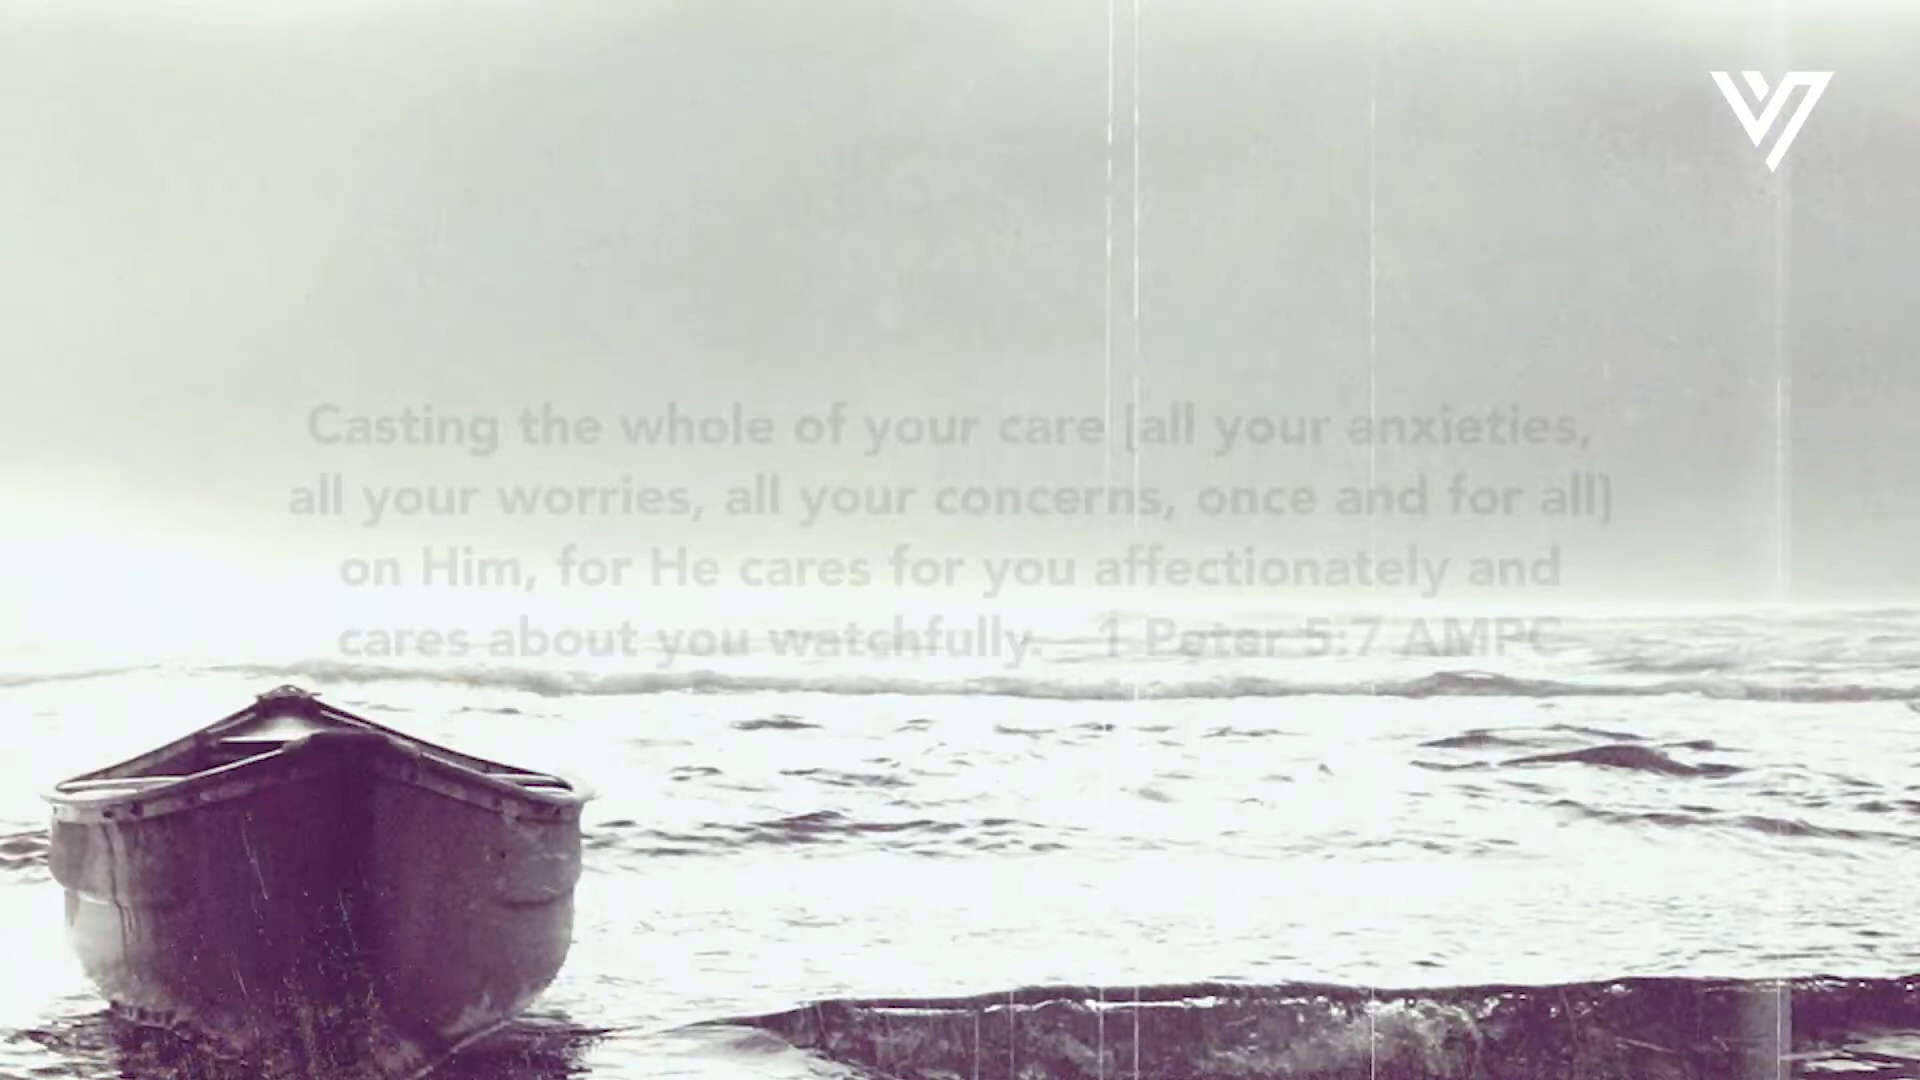 Casting the whole of your care [all your anxieties,
all your worries, all your concerns, once and for all]
on Him, for He cares for you affectionately and
cares about you watchfully. 1 Peter 5:7 AMPC